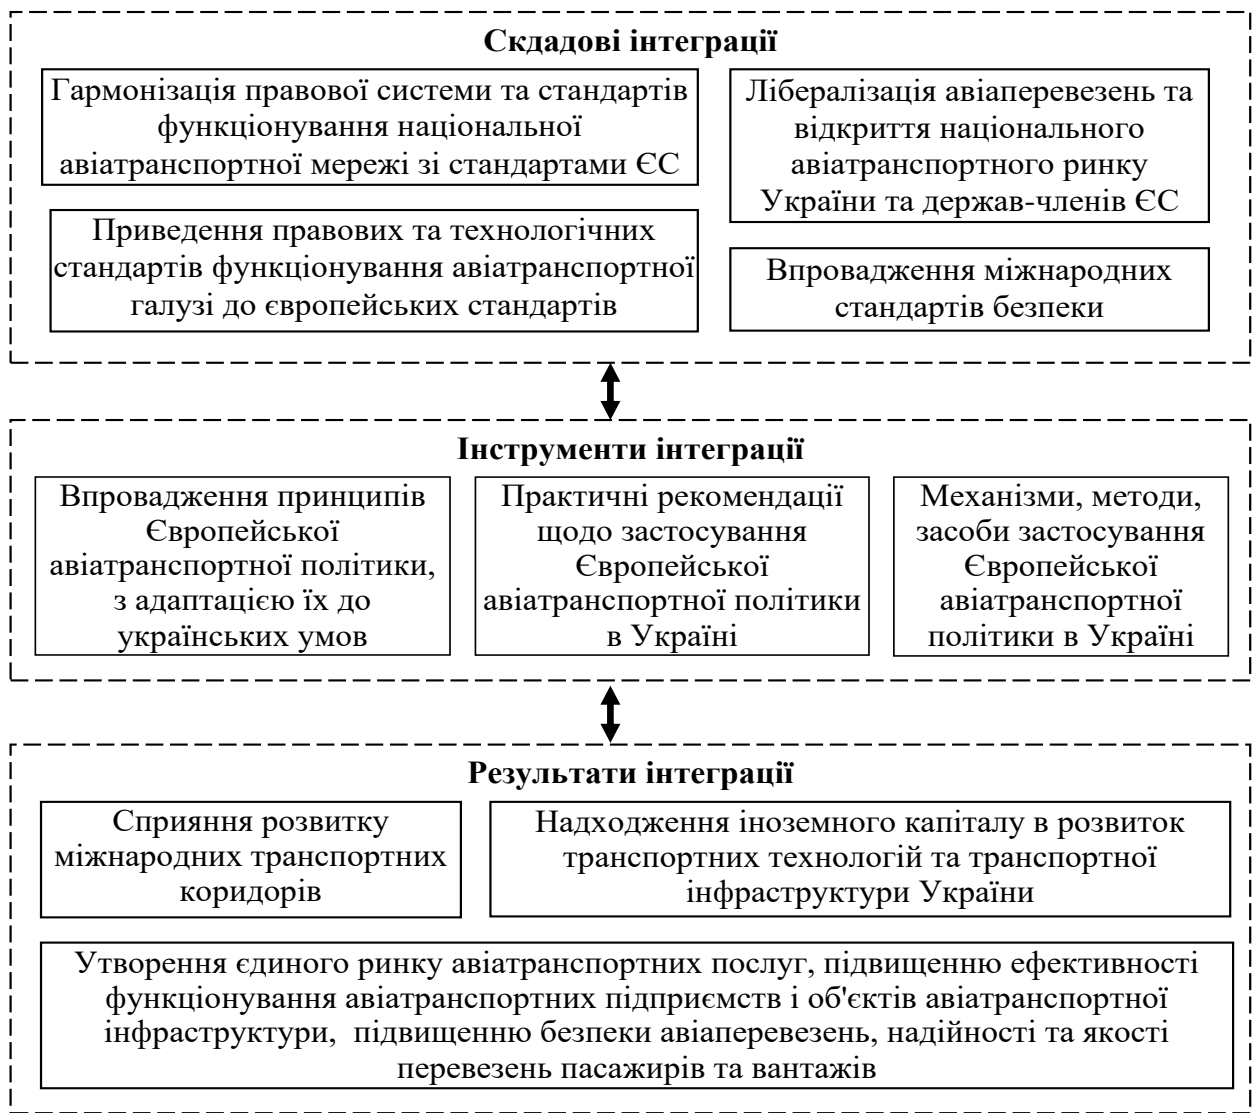 Скдадові інтеграції
Гармонізація правової системи та стандартів
функціонування національної
авіатранспортної мережі зі стандартами ЄС
Лібералізація авіаперевезень та
відкриття національного
авіатранспортного ринку
України та держав-членів ЄС
Приведення правових та технологічних
стандартів функціонування авіатранспортної
галузі до європейських стандартів
Впровадження міжнародних
стандартів безпеки
Інструменти інтеграції
Впровадження принципів
Європейської
авіатранспортної політики,
з адаптацією їх до
українських умов
Практичні рекомендації
щодо застосування
Європейської
авіатранспортної політики
в Україні
Механізми, методи,
засоби застосування
Європейської
авіатранспортної
політики в Україні
Результати інтеграції
Сприяння розвитку
міжнародних транспортних
коридорів
Надходження іноземного капіталу в розвиток
транспортних технологій та транспортної
інфраструктури України
Утворення єдиного ринку авіатранспортних послуг, підвищенню ефективності
функціонування авіатранспортних підприємств і об'єктів авіатранспортної
інфраструктури,  підвищенню безпеки авіаперевезень, надійності та якості
перевезень пасажирів та вантажів